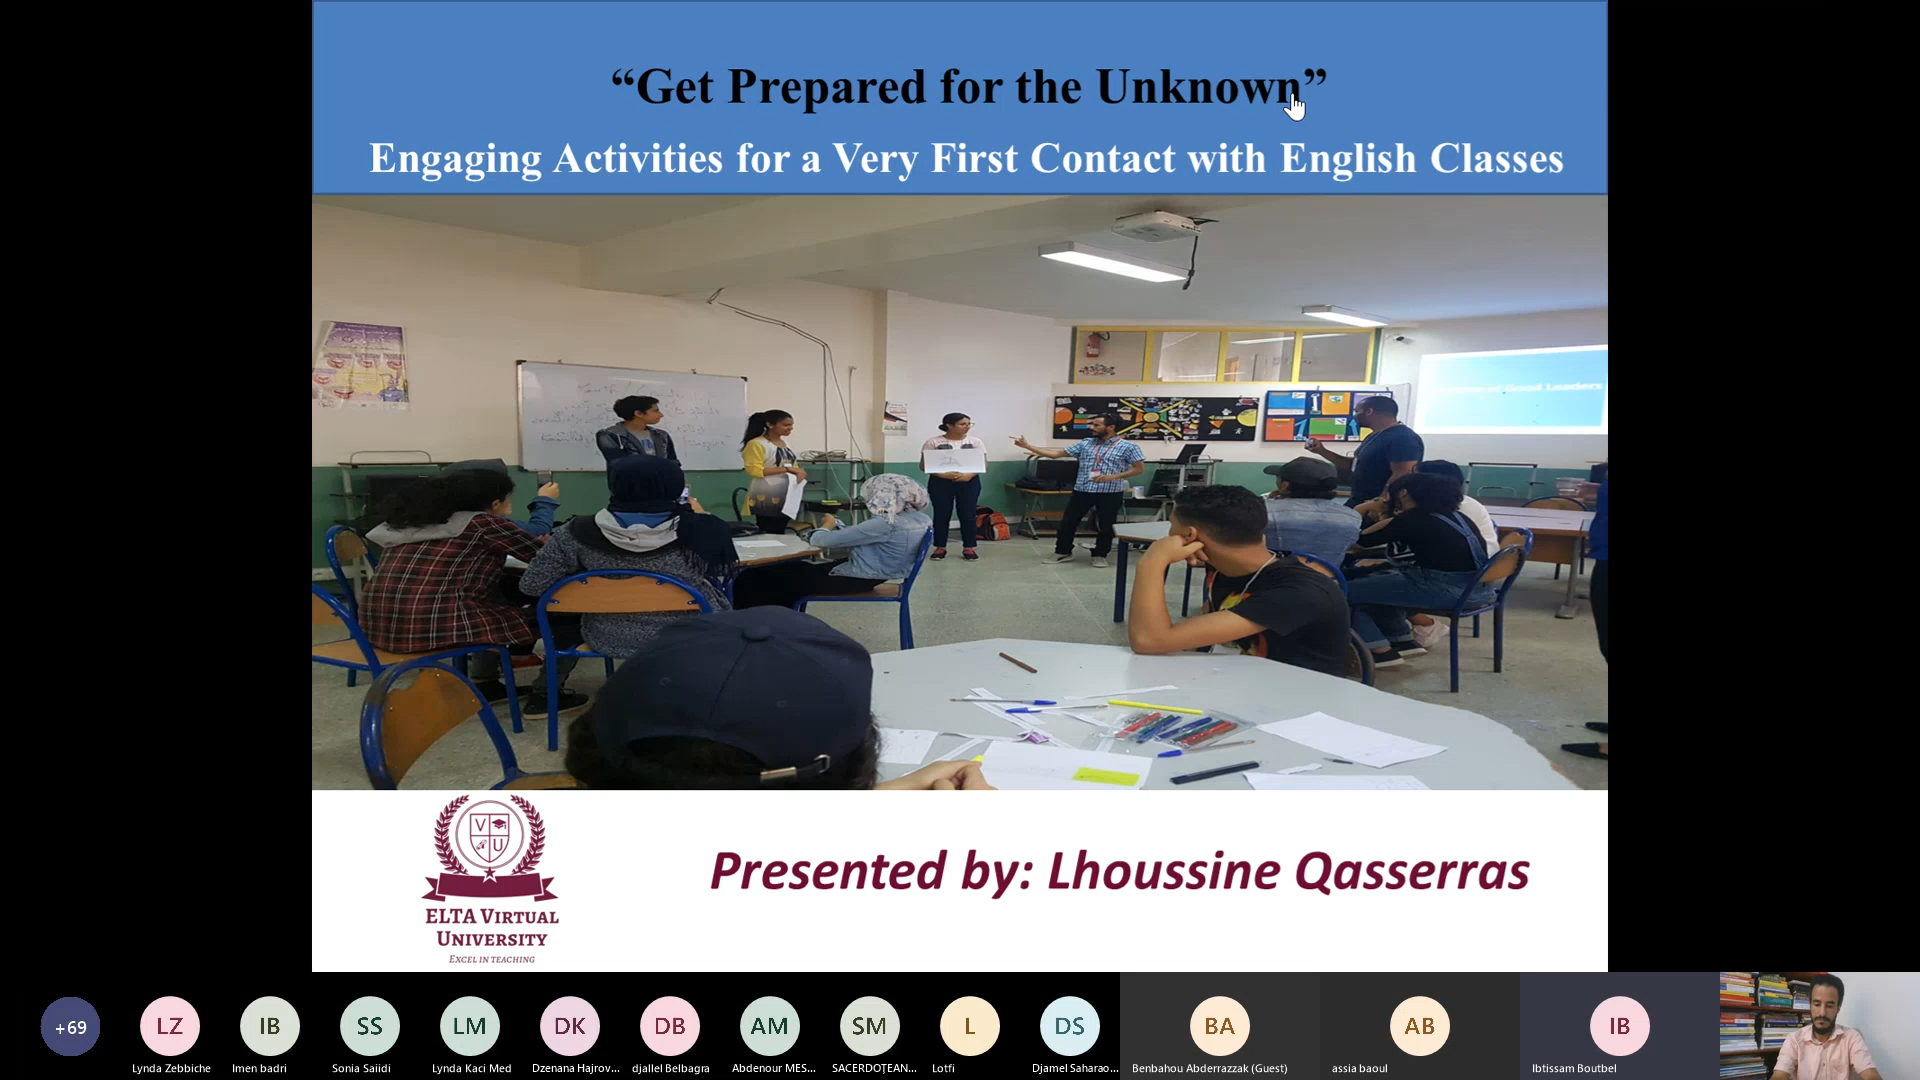 “Get Prepared for the Unknown”
Engaging Activities for a Very First Contact with English Classes
Good Leaders
V
U
ELTA VIRTUAL
UNIVERSITY
EXCEL IN TEACHING
Presented by: Lhoussine Qasserras
+69
LZ
IB
SS
LM
DK
DB
AM
SM
L
DS
BA
AB
IB
Lynda Zebbiche
Imen badri
Sonia Saiidi
Lynda Kaci Med
Dzenana Hajrov...
djallel Belbagra
Abdenour MES...
SACERDOȚEAN...
Lotfi
Djamel Saharao...
Benbahou Abderrazzak (Guest)
assia baoul
Ibtissam Boutbel